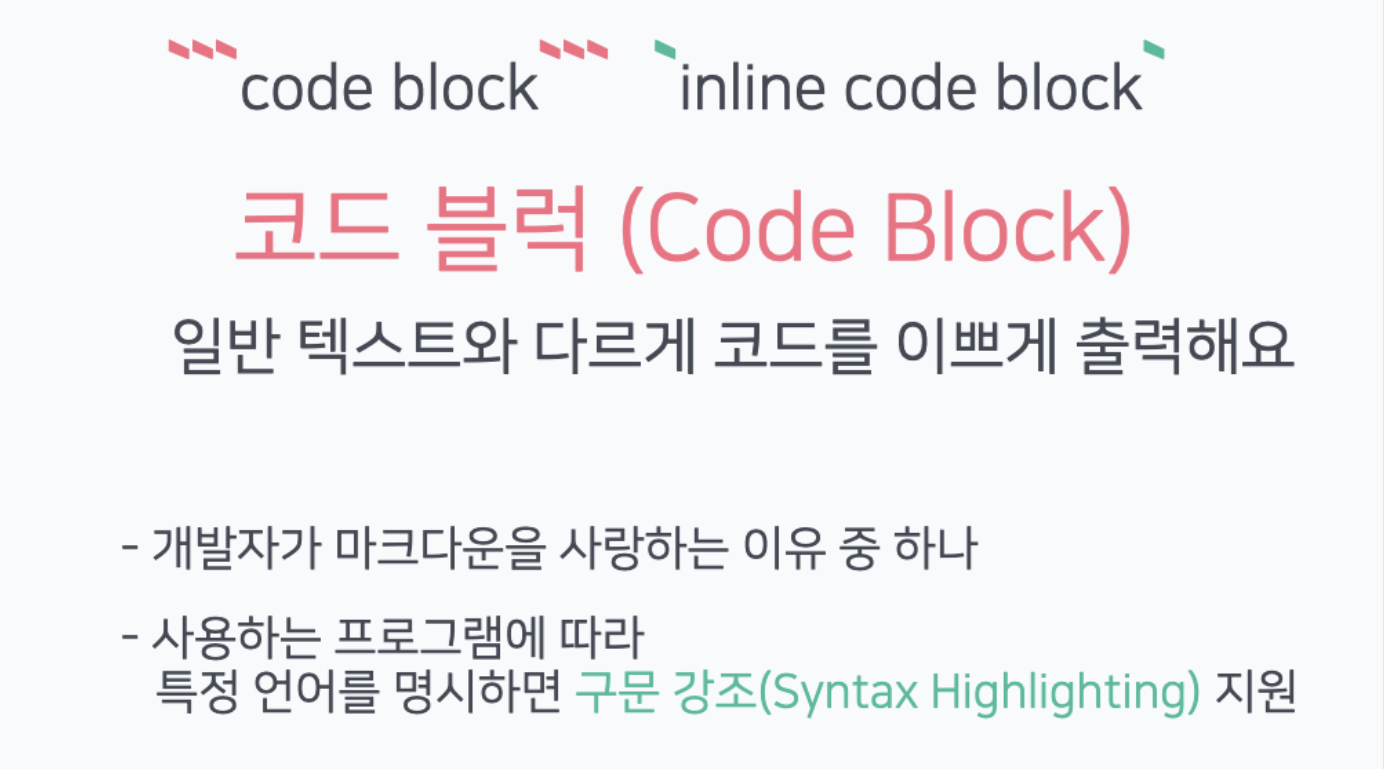 ```code block``` `inline code block`
코드 블럭 (Code Block)
일반 텍스트와 다르게 코드를 이쁘게 출력해요
- 개발자가 마크다운을 사랑하는 이유 중 하나
- 사용하는 프로그램에 따라
특정 언어를 명시하면 구문 강조(Syntax Highlighting) 지원